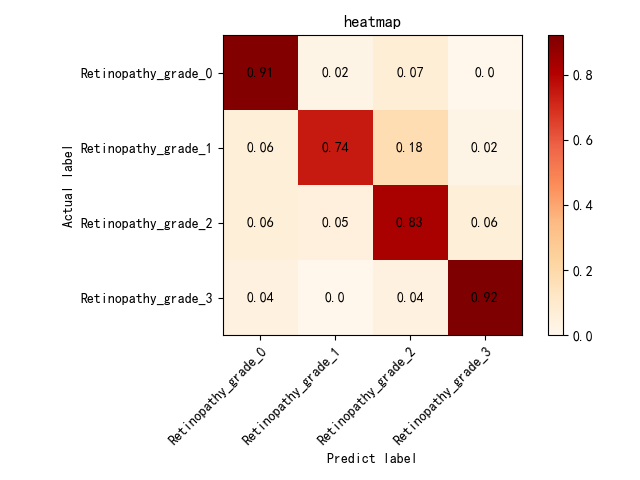 heatmap
Retinopathy_grade_0 0.91 0.02 0.07 0.0
Retinopathy_grade_1 0.06 0.74 0.18 0.02
Retinopathy_grade_2 0.06 0.05 0.83 0.06
Retinopathy_grade_3 0.04 0.0 0.04 0.92
Actual label
Retinopathy_grade_0
Retinopathy_grade_1
Retinopathy_grade_2
Retinopathy_grade_3
Predict label
0.8
0.6
0.4
0.2
0.0